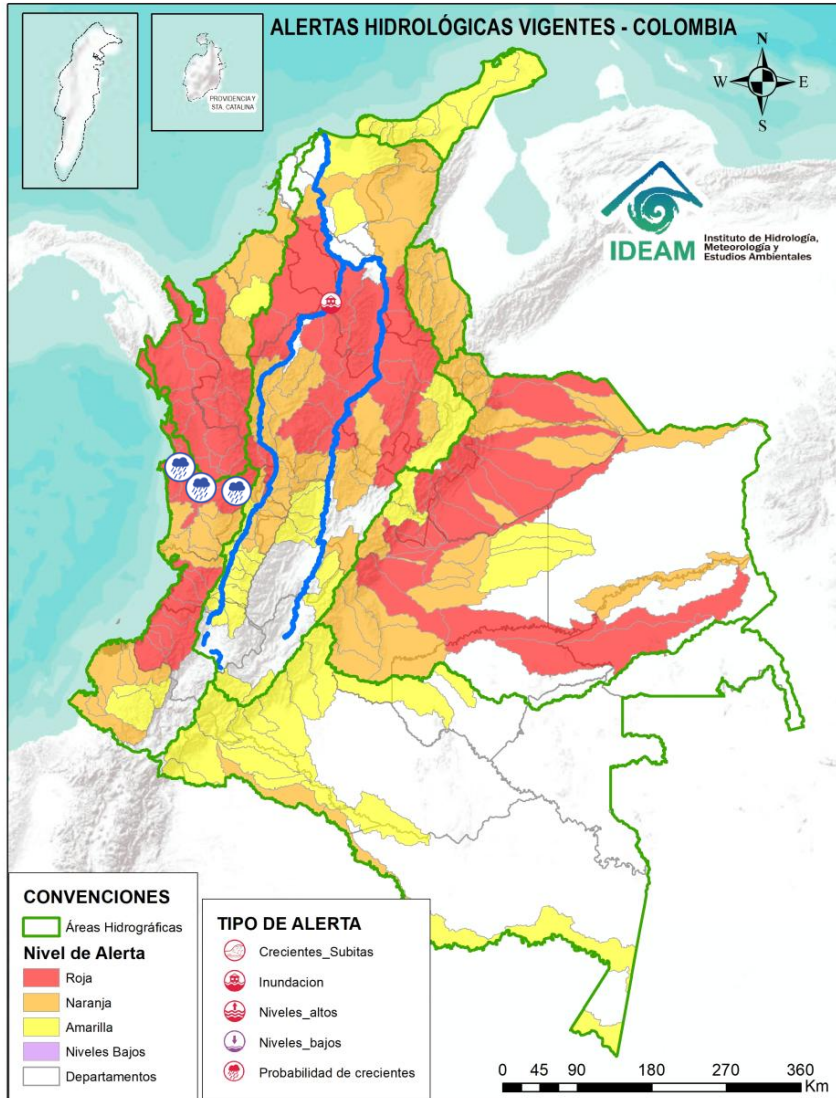 ALERTAS HIDROLÓGICAS VIGENTES - COLOMBIA
PROVIDENCIA Y
STA. CATALINA
N
W
E
S
IDEAM
Instituto de Hidrología,
Meteorología y
Estudios Ambientales
CONVENCIONES
Áreas Hidrográficas
Nivel de Alerta
Roja
Naranja
Amarilla
Niveles Bajos
Departamentos
TIPO DE ALERTA
Crecientes_Subitas
Inundacion
Niveles_altos
Niveles_bajos
Probabilidad de crecientes
0 45 90 180 270 360
Km